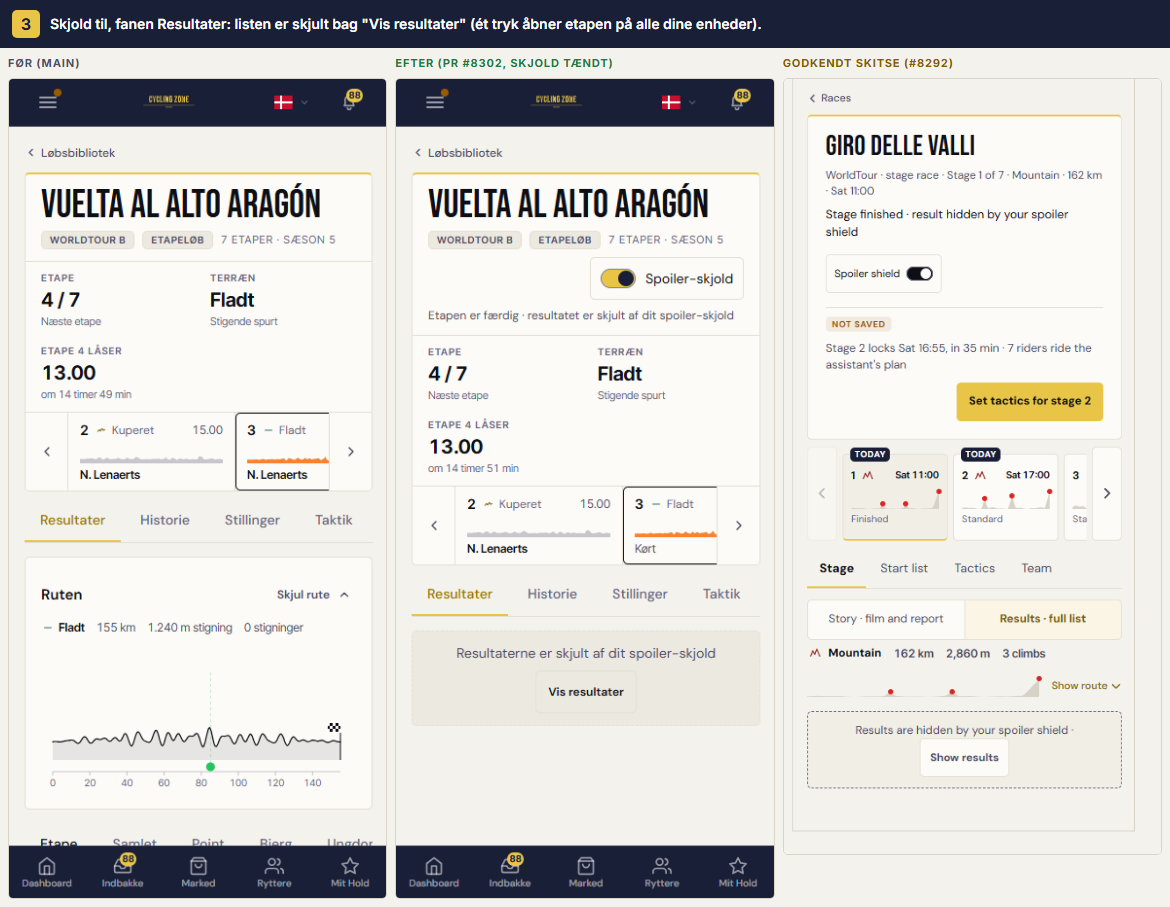 3 Skjold til, fanen Resultater: listen er skjult bag "Vis resultater" (ét tryk åbner etapen på alle dine enheder).
FØR (MAIN)
CYCLING ZONE
88
Løbsbibliotek
VUELTA AL ALTO ARAGÓN
WORLDTOUR B ETAPELØB 7 ETAPER · SÆSON 5
ETAPE TERRÆN
4 / 7 Fladt
Næste etape Stigende spurt
ETAPE 4 LÅSER
13.00
om 14 timer 49 min
2 Kuperet 15.00 3 Fladt
N. Lenaerts N. Lenaerts
Resultater Historie Stillinger Taktik
Ruten Skjul rute
Fladt 155 km 1.240 m stigning 0 stigninger
0 20 40 60 80 100 120 140
Etape Samlet Point Bjerg Ungdor
88
Dashboard Indbakke Marked Ryttere Mit Hold
EFTER (PR #8302, SKJOLD TÆNDT)
CYCLING ZONE
88
Løbsbibliotek
VUELTA AL ALTO ARAGÓN
WORLDTOUR B ETAPELØB 7 ETAPER · SÆSON 5
Spoiler-skjold
Etapen er færdig · resultatet er skjult af dit spoiler-skjold
ETAPE TERRÆN
4 / 7 Fladt
Næste etape Stigende spurt
ETAPE 4 LÅSER
13.00
om 14 timer 51 min
2 Kuperet 15.00 3 Fladt
N. Lenaerts Kørt
Resultater Historie Stillinger Taktik
Resultaterne er skjult af dit spoiler-skjold
Vis resultater
88
Dashboard Indbakke Marked Ryttere Mit Hold
GODKENDT SKITSE (#8292)
Races
GIRO DELLE VALLI
WorldTour · stage race · Stage 1 of 7 · Mountain · 162 km
· Sat 11:00
Stage finished · result hidden by your spoiler
shield
Spoiler shield
NOT SAVED
Stage 2 locks Sat 16:55, in 35 min · 7 riders ride the
assistant's plan
Set tactics for stage 2
TODAY TODAY
1 Sat 11:00 2 Sat 17:00 3
Finished Standard Sta
Stage Start list Tactics Team
Story · film and report Results · full list
Mountain 162 km 2,860 m 3 climbs
Show route
Results are hidden by your spoiler shield ·
Show results